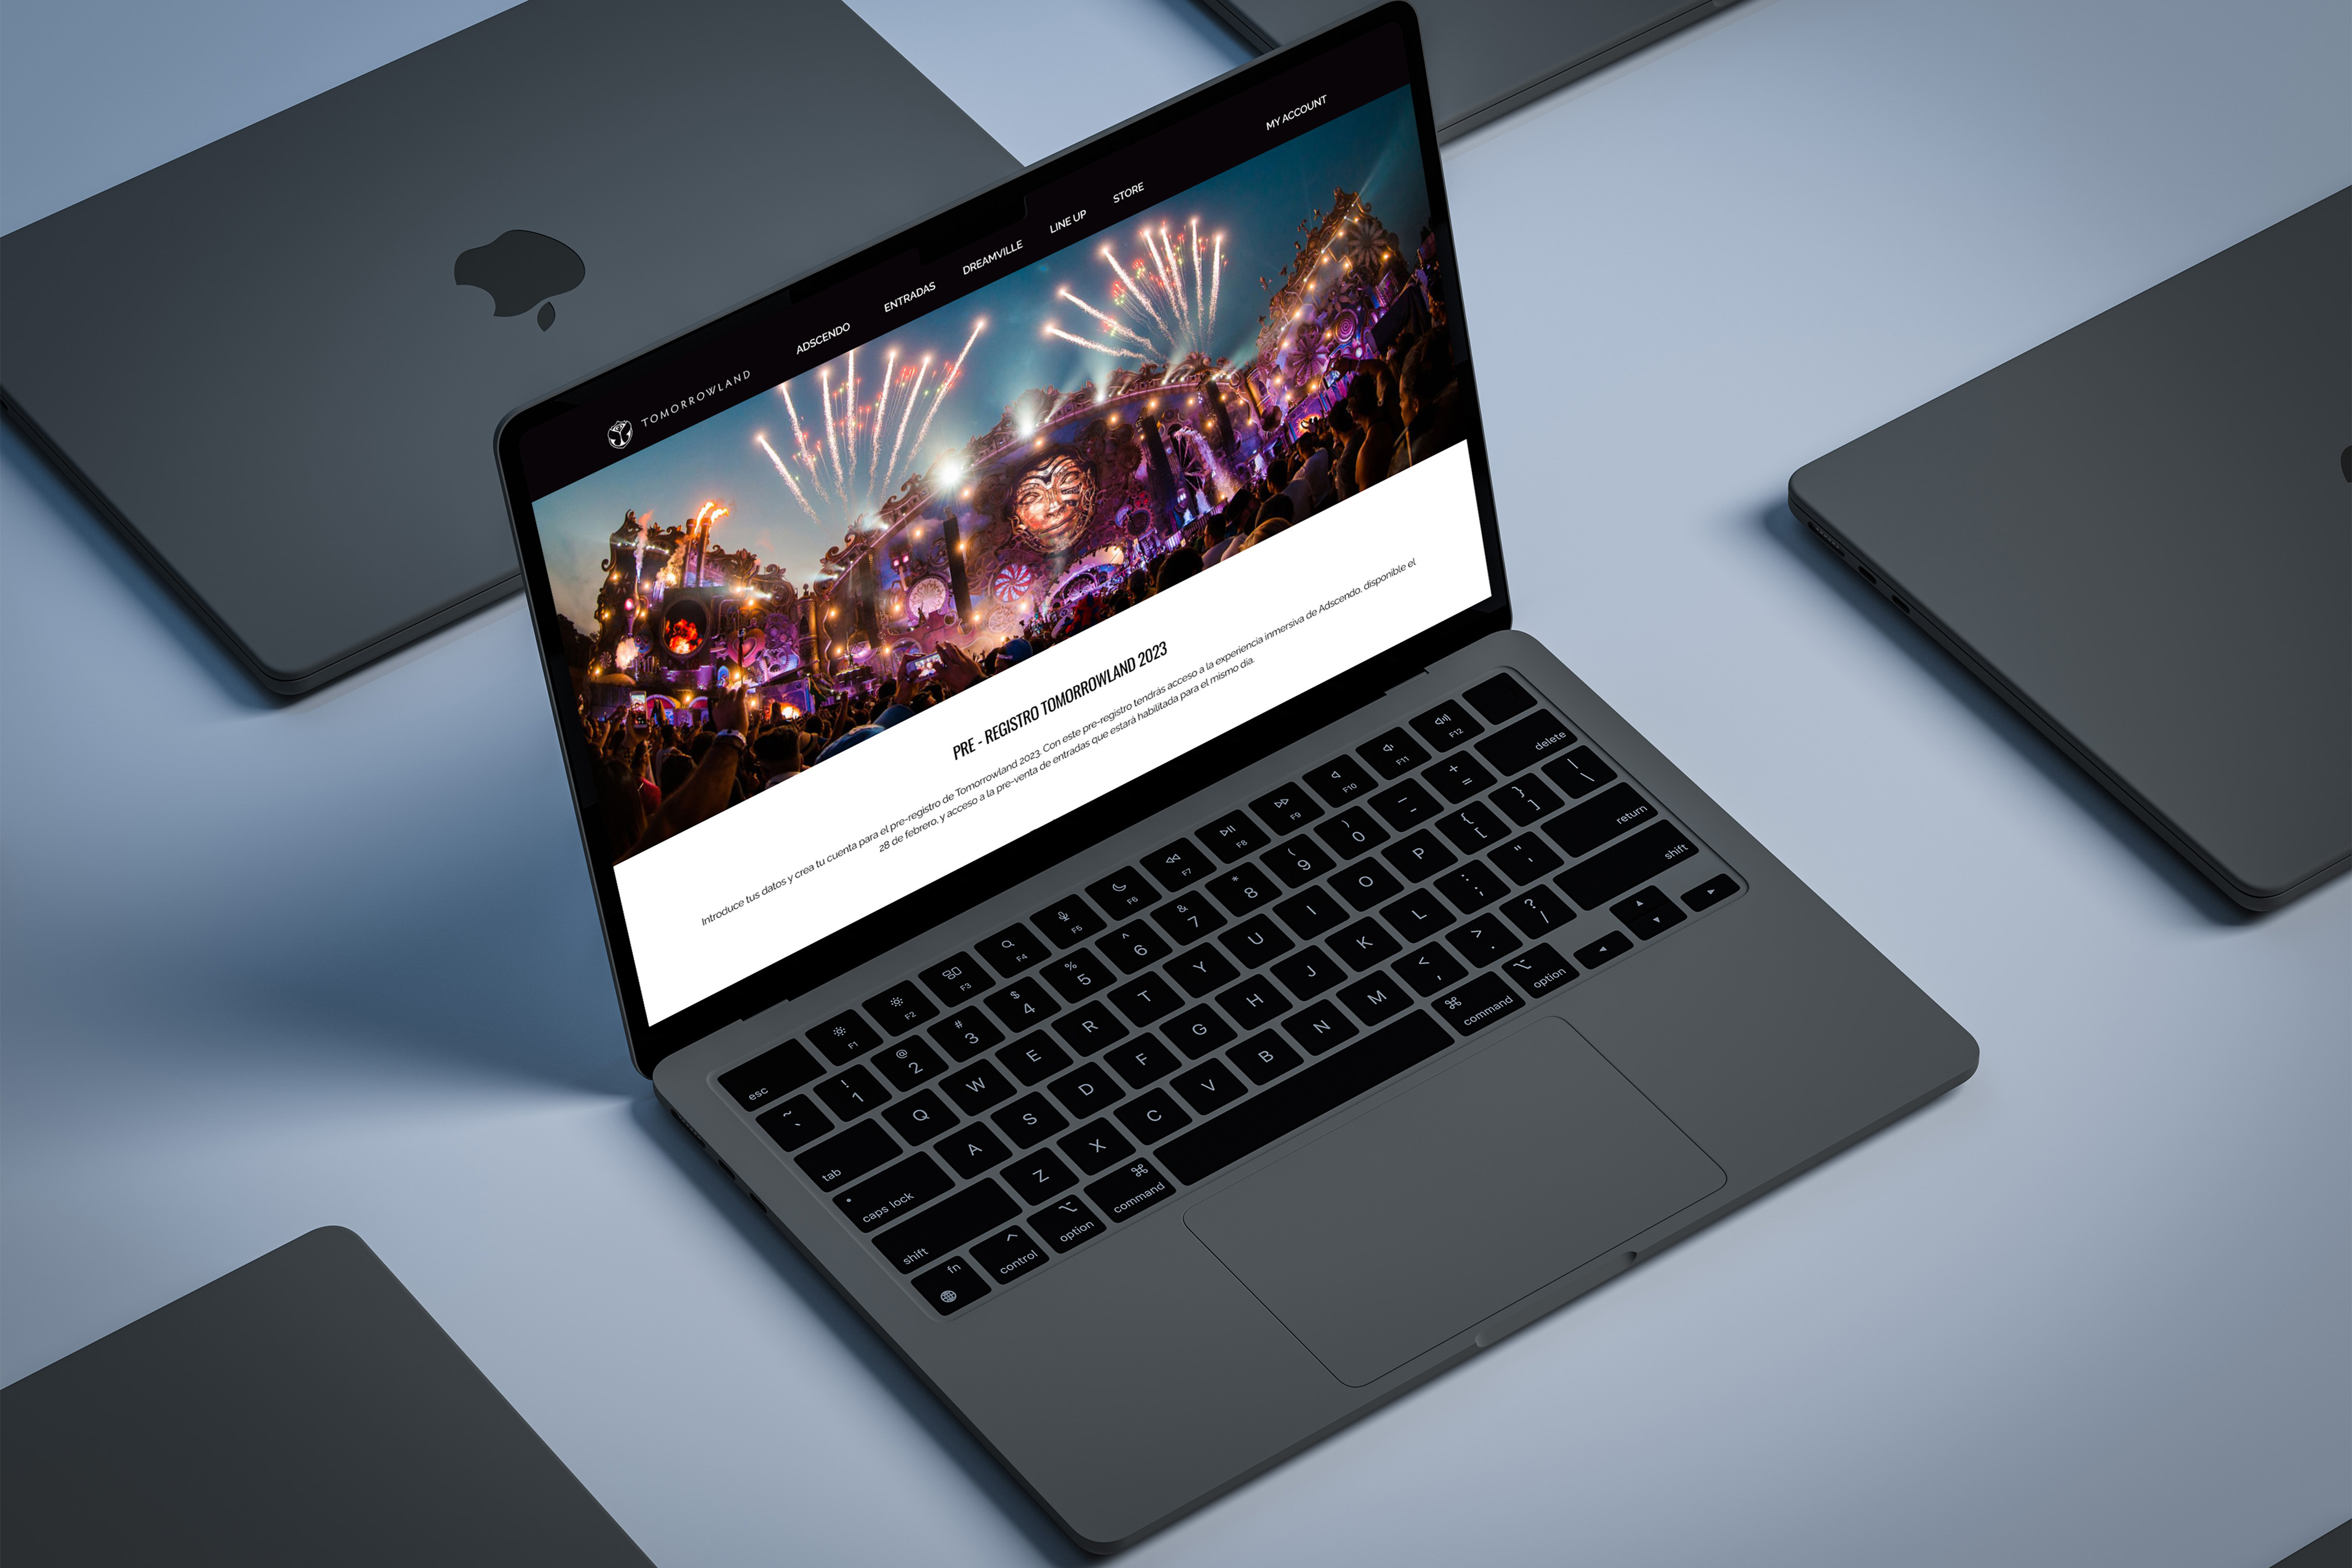 TOMORROWLAND
ADSCENDO
ENTRADAS
DREAMVILLE
LINE UP
STORE
MY ACCOUNT
PRE - REGISTRO TOMORROWLAND 2023
Introduce tus datos y crea tu cuenta para el pre-registro de Tomorrowland 2023. Con este pre-registro tendrás acceso a la experiencia inmersiva de Adscendo, disponible el
28 de febrero, y acceso a la pre-venta de entradas que estará habilitada para el mismo día.
esc F1 F2 F3 F4 F5 F6 F7 F8 F9 F10 F11 F12
~ ` ! 1 @ 2 # 3 $ 4 % 5 ^ 6 & 7 * 8 ( 9 ) 0 _ - + = delete
tab Q W E R T Y U I O P { [ } ] | \
caps lock A S D F G H J K L : ; " ' return
shift Z X C V B N M < , > . ? / shift
fn control option command command option